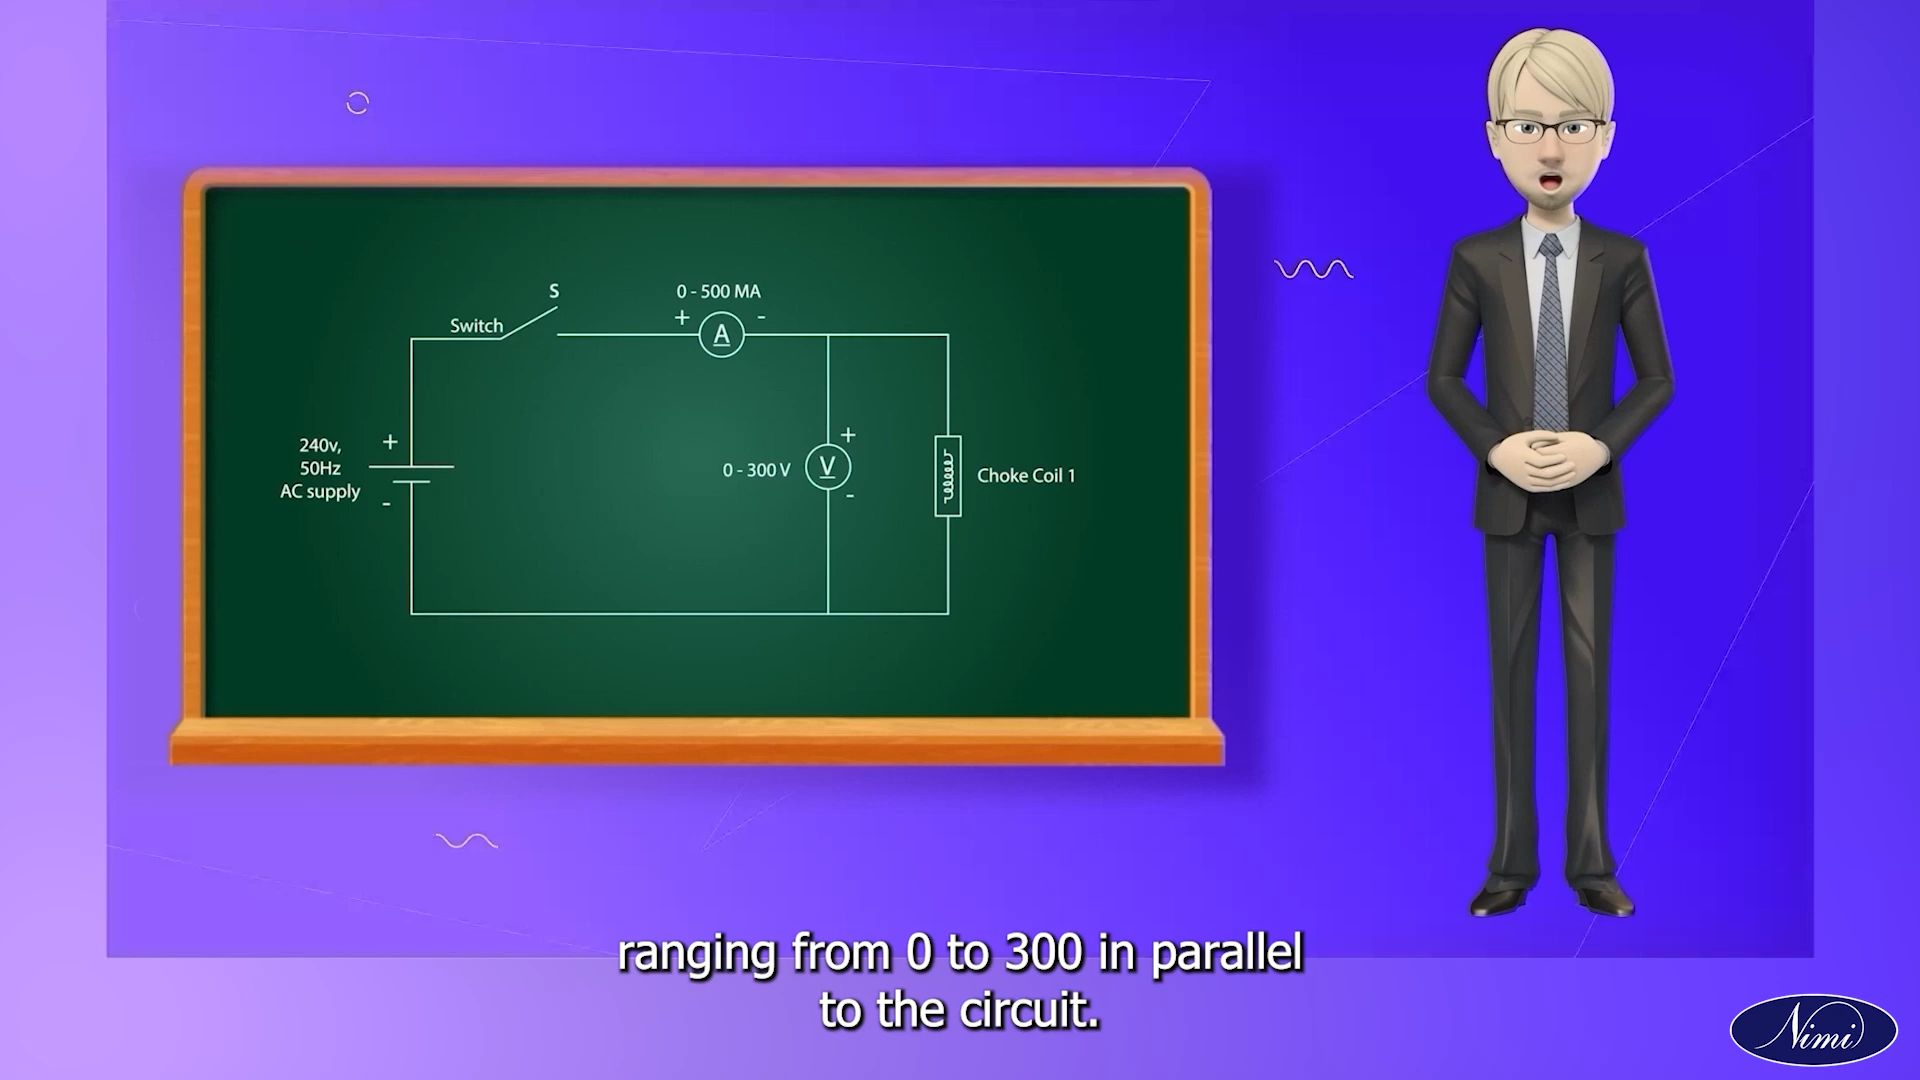 S
0 - 500 MA
Switch
+
-
A
240v,
50Hz
AC supply
+
-
0 - 300 V
V
+
-
Choke Coil 1
ranging from 0 to 300 in parallel
to the circuit.
Nimi